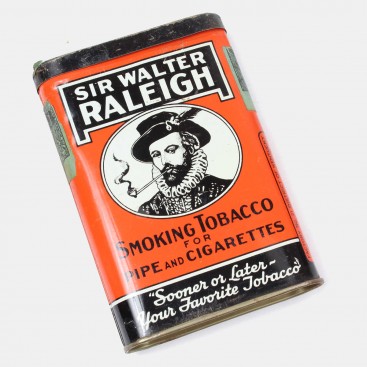 SIR WALTER
RALEIGH
SMOKING TOBACCO
FOR
PIPE AND CIGARETTES
"Sooner or Later~
Your Favorite Tobacco"